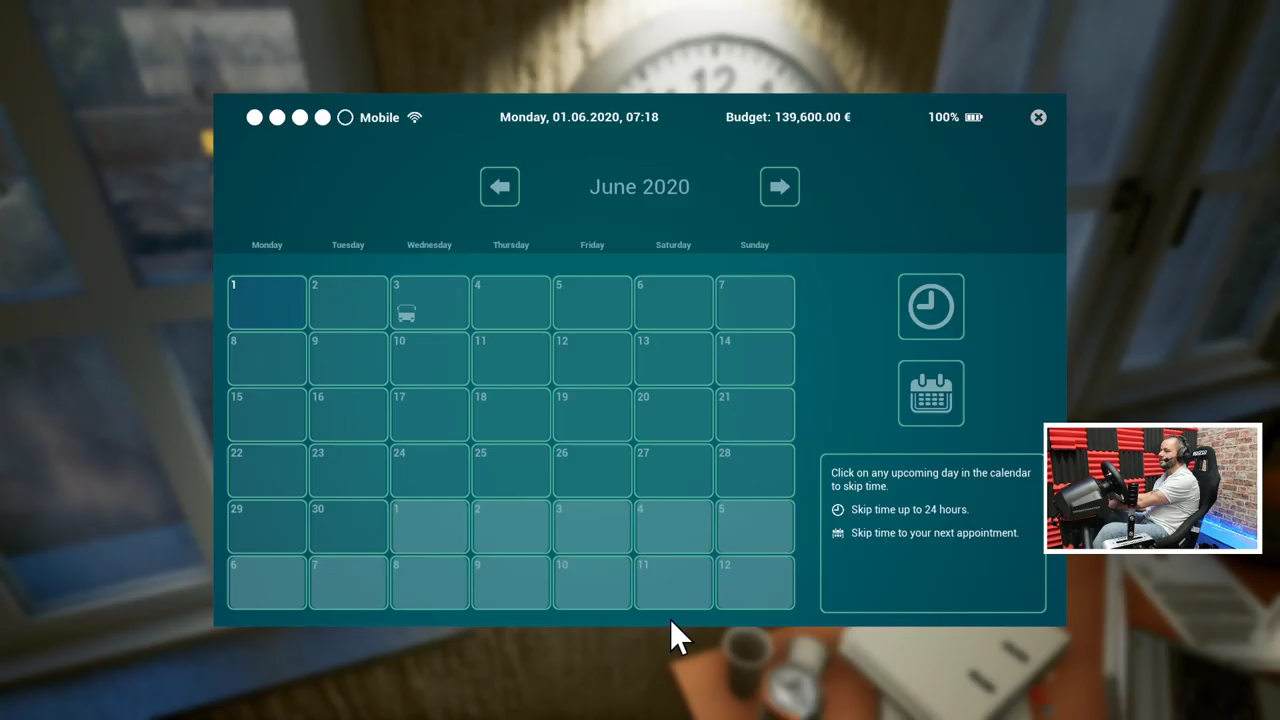 Mobile Monday, 01.06.2020, 07:18 Budget: 139,600.00 € 100%
June 2020
Monday Tuesday Wednesday Thursday Friday Saturday Sunday
1 2 3 4 5 6 7
8 9 10 11 12 13 14
15 16 17 18 19 20 21
22 23 24 25 26 27 28
29 30 1 2 3 4 5
6 7 8 9 10 11 12
Click on any upcoming day in the calendar
to skip time.
Skip time up to 24 hours.
Skip time to your next appointment.
12